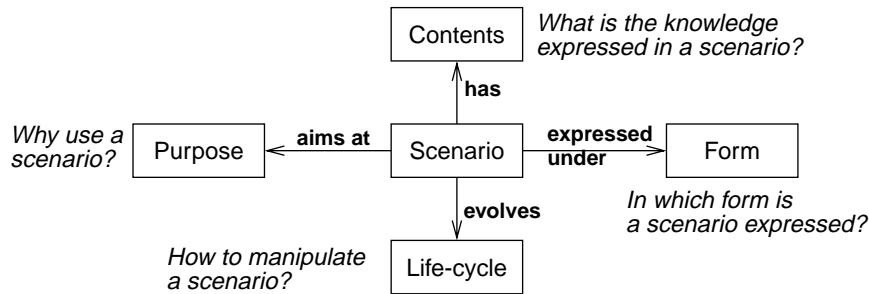 Contents
What is the knowledge
expressed in a scenario?
has
Why use a
scenario?
Purpose
aims at
Scenario
expressed
under
Form
In which form is
a scenario expressed?
evolves
How to manipulate
a scenario?
Life-cycle